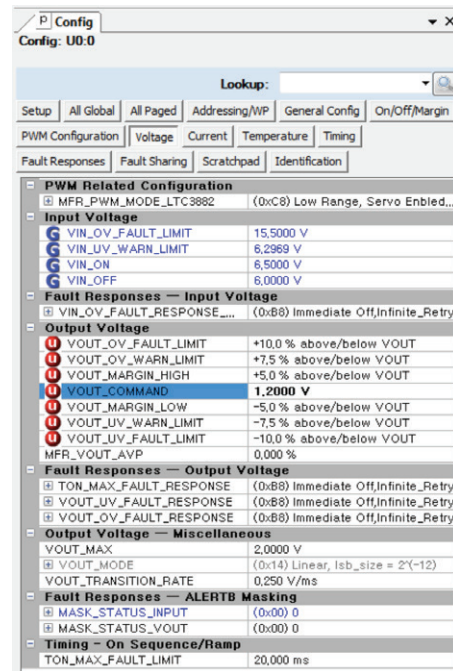 P Config
Config: U0:0
Lookup:
Setup All Global All Paged Addressing/WP General Config On/Off/Margin
PWM Configuration Voltage Current Temperature Timing
Fault Responses Fault Sharing Scratchpad Identification
PWM Related Configuration
MFR_PWM_MODE_LTC3882 (0xC8) Low Range, Servo Enbled,..
Input Voltage
G VIN_OV_FAULT_LIMIT 15,5000 V
G VIN_UV_WARN_LIMIT 6,2969 V
G VIN_ON 6,5000 V
G VIN_OFF 6,0000 V
Fault Responses — Input Voltage
VIN_OV_FAULT_RESPONSE_... (0xB8) Immediate Off,Infinite_Retry
Output Voltage
U VOUT_OV_FAULT_LIMIT +10,0 % above/below VOUT
U VOUT_OV_WARN_LIMIT +7,5 % above/below VOUT
U VOUT_MARGIN_HIGH +5,0 % above/below VOUT
U VOUT_COMMAND 1,2000 V
U VOUT_MARGIN_LOW -5,0 % above/below VOUT
U VOUT_UV_WARN_LIMIT -7,5 % above/below VOUT
U VOUT_UV_FAULT_LIMIT -10,0 % above/below VOUT
MFR_VOUT_AVP 0,000 %
Fault Responses — Output Voltage
TON_MAX_FAULT_RESPONSE (0xB8) Immediate Off,Infinite_Retry
VOUT_UV_FAULT_RESPONSE (0xB8) Immediate Off,Infinite_Retry
VOUT_OV_FAULT_RESPONSE (0xB8) Immediate Off,Infinite_Retry
Output Voltage — Miscellaneous
VOUT_MAX 2,0000 V
VOUT_MODE (0x14) Linear, lsb_size = 2^(-12)
VOUT_TRANSITION_RATE 0,250 V/ms
Fault Responses — ALERTB Masking
MASK_STATUS_INPUT (0x00) 0
MASK_STATUS_VOUT (0x00) 0
Timing - On Sequence/Ramp
TON_MAX_FAULT_LIMIT 20,000 ms